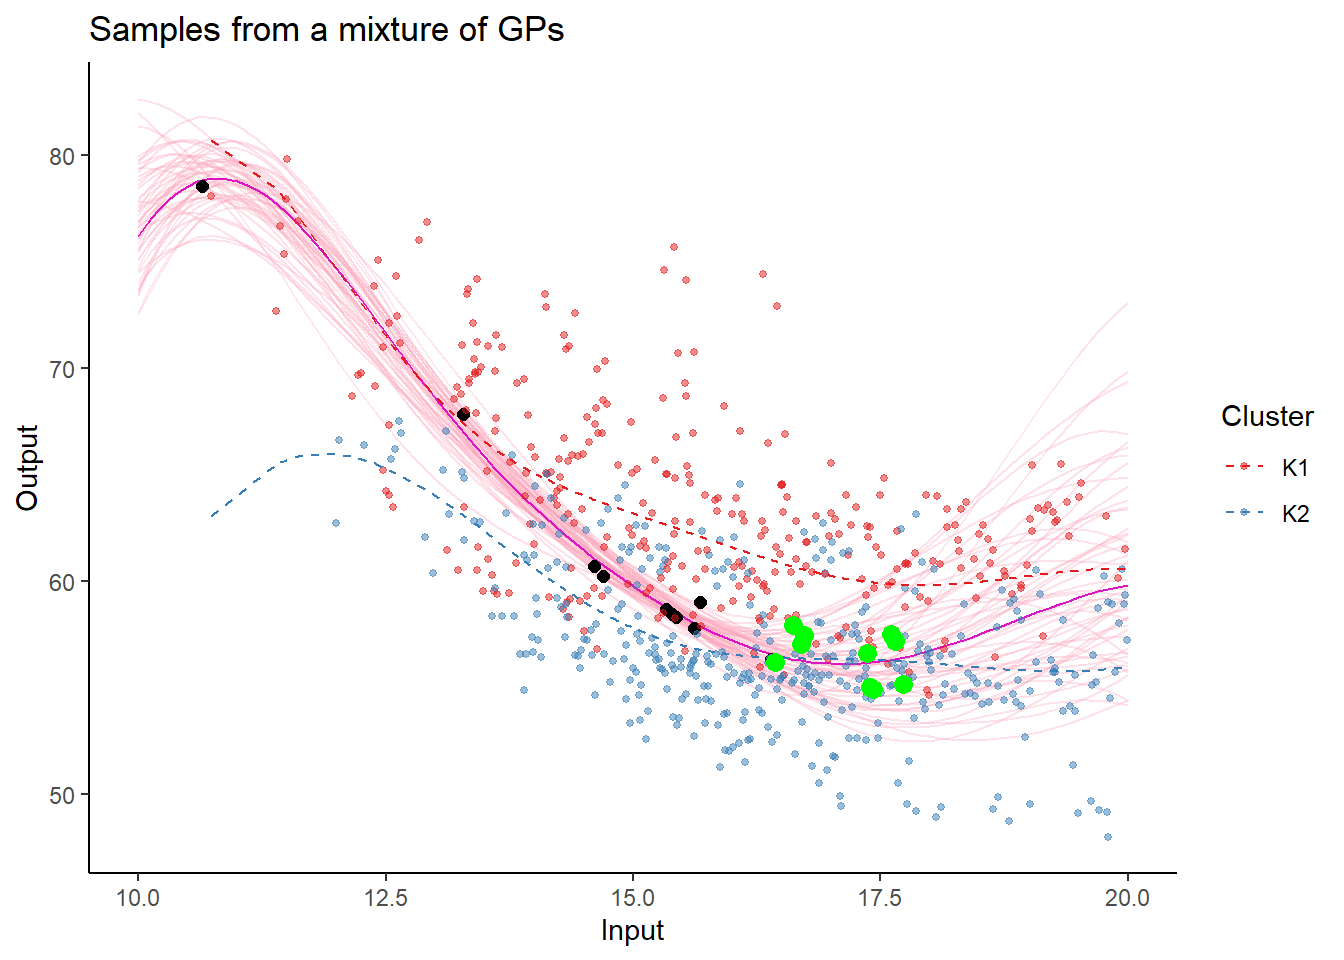 Samples from a mixture of GPs
80
70
60
50
Output
10.0
12.5
15.0
17.5
20.0
Input
Cluster
K1
K2